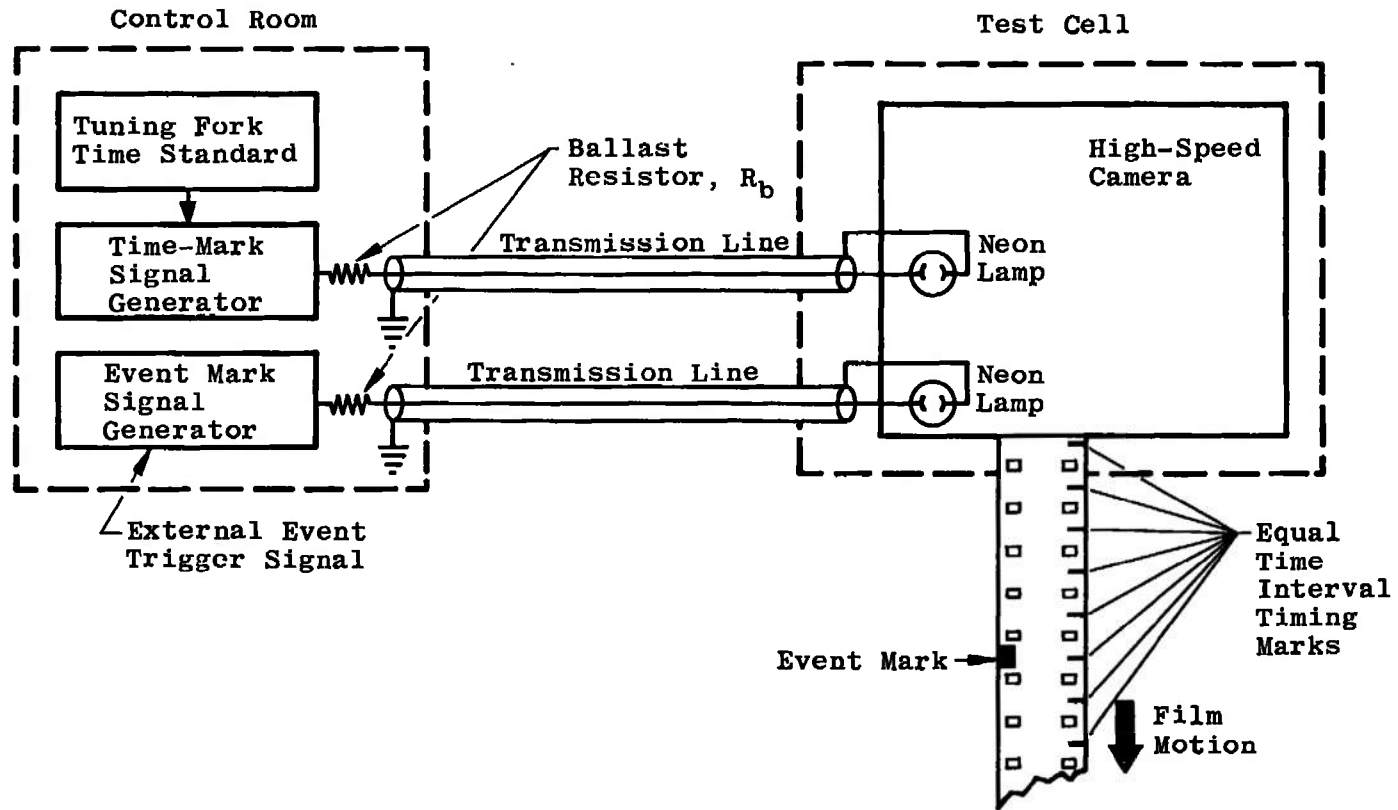 Control Room
Test Cell
Tuning Fork
Time Standard
Time-Mark
Signal
Generator
Event Mark
Signal
Generator
External Event
Trigger Signal
Ballast
Resistor, Rb
Transmission Line
Transmission Line
High-Speed
Camera
Neon
Lamp
Neon
Lamp
Equal
Time
Interval
Timing
Marks
Event Mark
Film
Motion